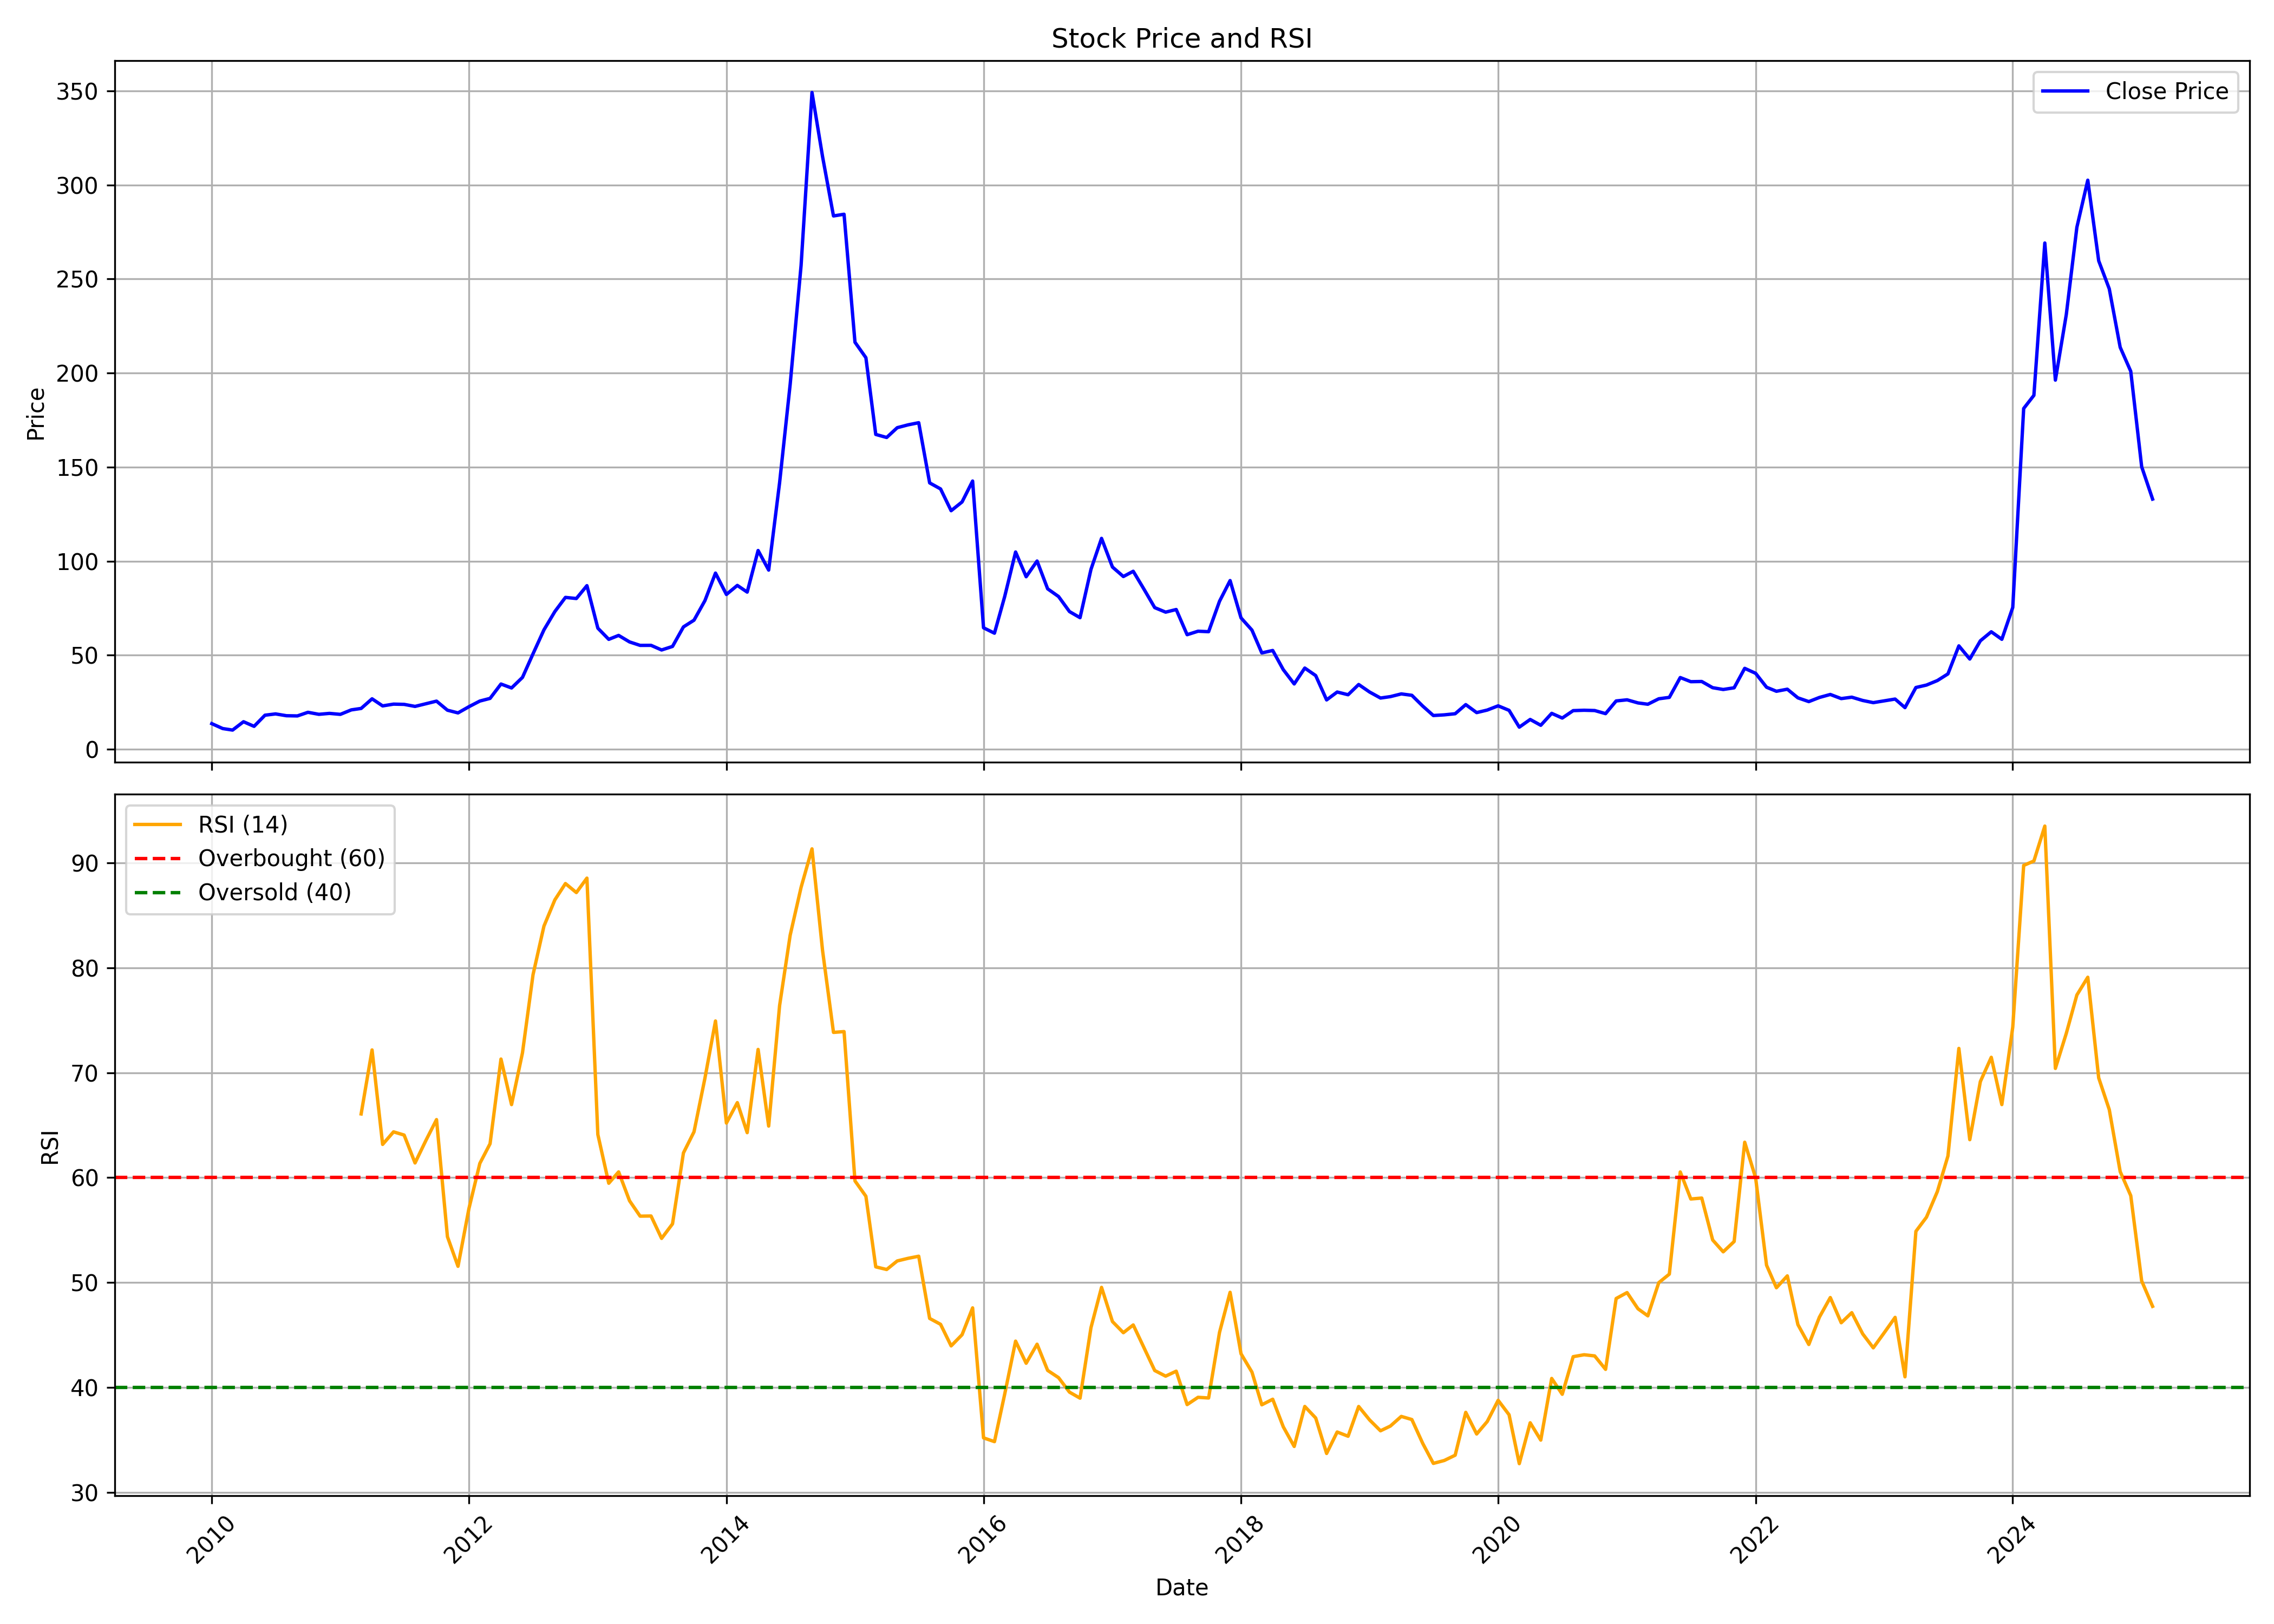 Stock Price and RSI
Close Price
350
300
250
200
150
100
50
0
Price
RSI (14)
Overbought (60)
Oversold (40)
90
80
70
60
50
40
30
RSI
2010
2012
2014
2016
2018
2020
2022
2024
Date